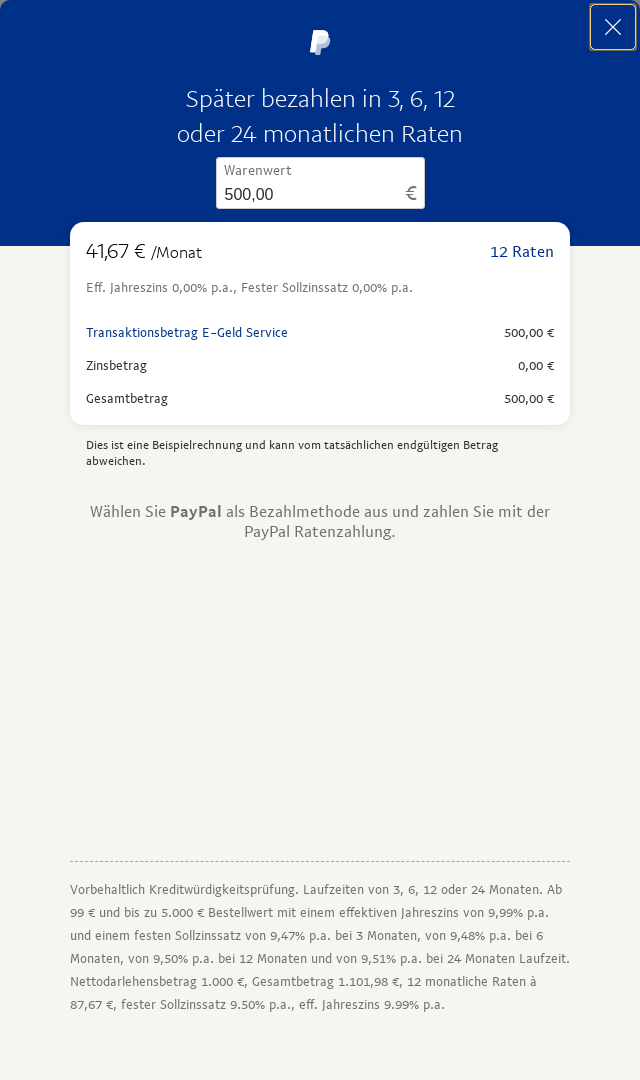 Später bezahlen in 3, 6, 12
oder 24 monatlichen Raten
Warenwert
500,00 €
41,67 € /Monat 12 Raten
Eff. Jahreszins 0,00% p.a., Fester Sollzinssatz 0,00% p.a.
Transaktionsbetrag E-Geld Service 500,00 €
Zinsbetrag 0,00 €
Gesamtbetrag 500,00 €
Dies ist eine Beispielrechnung und kann vom tatsächlichen endgültigen Betrag
abweichen.
Wählen Sie PayPal als Bezahlmethode aus und zahlen Sie mit der
PayPal Ratenzahlung.
Vorbehaltlich Kreditwürdigkeitsprüfung. Laufzeiten von 3, 6, 12 oder 24 Monaten. Ab
99 € und bis zu 5.000 € Bestellwert mit einem effektiven Jahreszins von 9,99% p.a.
und einem festen Sollzinssatz von 9,47% p.a. bei 3 Monaten, von 9,48% p.a. bei 6
Monaten, von 9,50% p.a. bei 12 Monaten und von 9,51% p.a. bei 24 Monaten Laufzeit.
Nettodarlehensbetrag 1.000 €, Gesamtbetrag 1.101,98 €, 12 monatliche Raten à
87,67 €, fester Sollzinssatz 9.50% p.a., eff. Jahreszins 9.99% p.a.